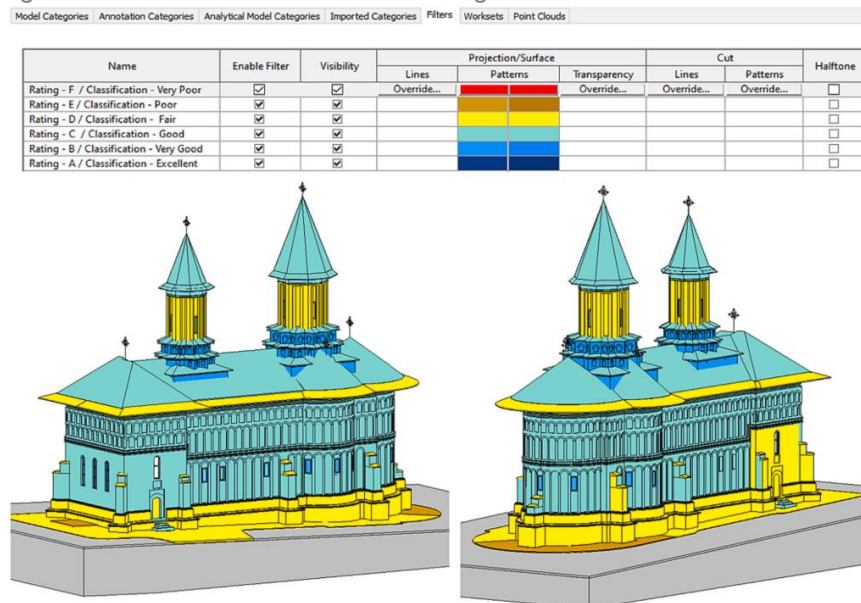 Model Categories Annotation Categories Analytical Model Categories Imported Categories Filters Worksets Point Clouds
Name Enable Filter Visibility Projection/Surface Cut Halftone
Lines Patterns Transparency Lines Patterns
Rating - F / Classification - Very Poor Override... Override... Override... Override...
Rating - E / Classification - Poor
Rating - D / Classification - Fair
Rating - C / Classification - Good
Rating - B / Classification - Very Good
Rating - A / Classification - Excellent